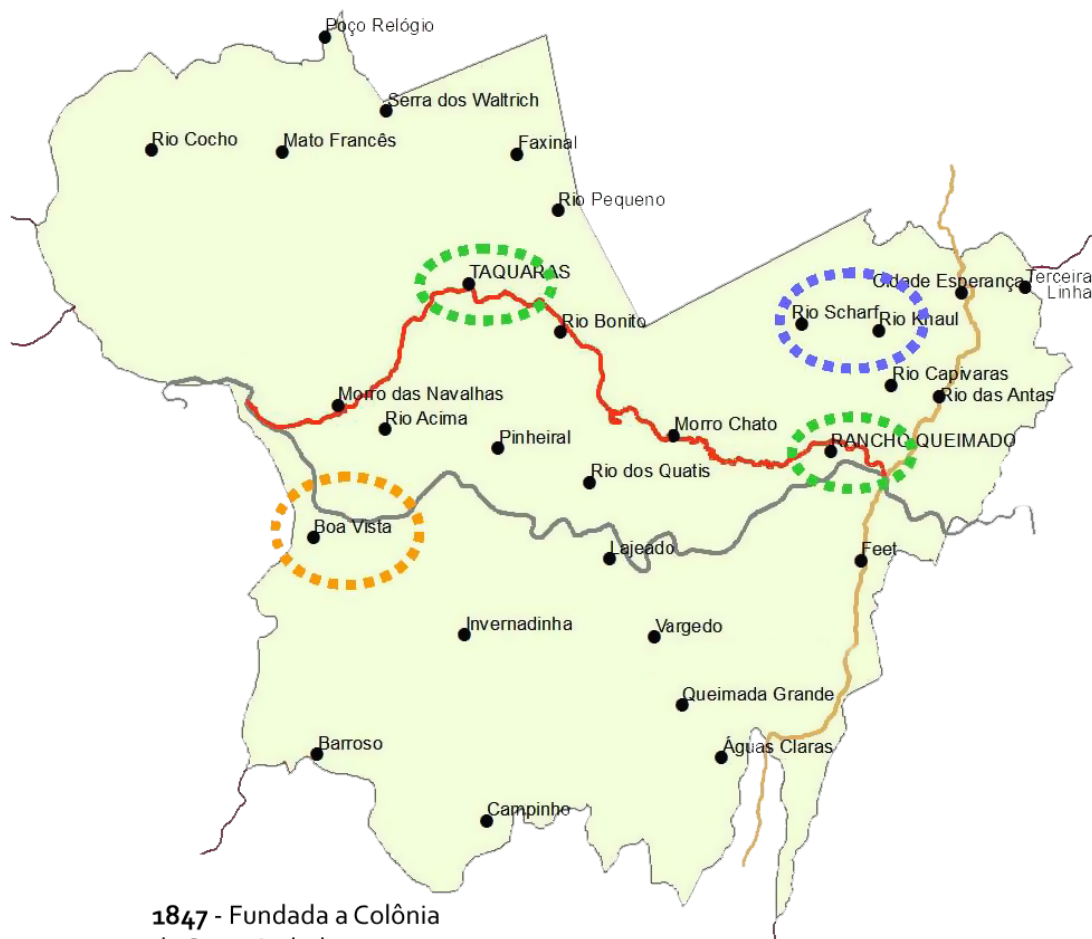 Poço Relógio
Serra dos Waltrich
Rio Cocho
Mato Francês
Faxinal
Rio Pequeno
TAQUARAS
Cidade Esperança
Terceira
Linha
Rio Scharf
Rio Knaul
Rio Bonito
Rio Capivaras
Rio das Antas
Morro das Navalhas
Rio Acima
Pinheiral
Morro Chato
RANCHO QUEIMADO
Rio dos Quatis
Boa Vista
Lajeado
Feet
Invernadinha
Vargedo
Queimada Grande
Barroso
Águas Claras
Campinho
1847 - Fundada a Colônia